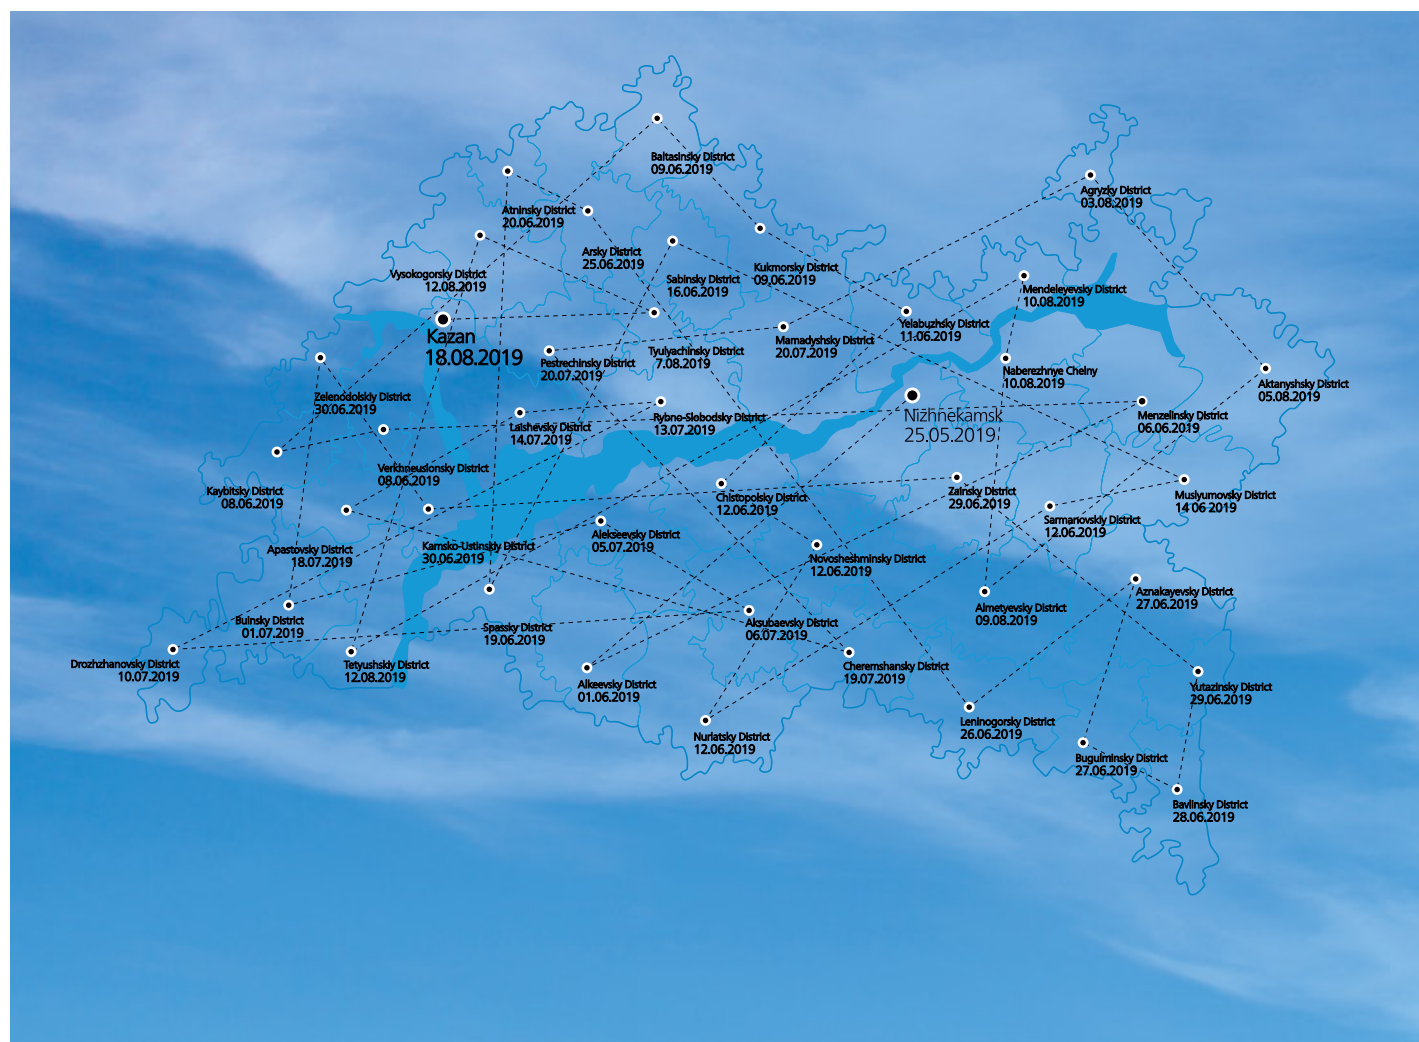 Baltasinsky District
09.06.2019
Agryzky District
03.08.2019
Atninsky District
20.06.2019
Arsky District
25.06.2019
Vysokogorsky District
12.08.2019
Sabinsky District
16.06.2019
Kukmorsky District
09.06.2019
Mendeleyevsky District
10.08.2019
Yelabuzhsky District
11.06.2019
Kazan
18.08.2019
Mamadyshsky District
20.07.2019
Tyulyachinsky District
7.08.2019
Pestrechinsky District
20.07.2019
Naberezhnye Chelny
10.08.2019
Aktanyshsky District
05.08.2019
Zelenodolskiy District
30.06.2019
Laishevsky District
14.07.2019
Rybno-Slobodsky District
13.07.2019
Nizhnekamsk
25.05.2019
Menzelinsky District
06.06.2019
Verkhneuslonsky District
08.06.2019
Kaybitsky District
08.06.2019
Chistopolsky District
12.06.2019
Zainsky District
29.06.2019
Muslyumovsky District
14 06 2019
Sarmanovskiy District
12.06.2019
Apastovsky District
18.07.2019
Kamsko-Ustinskiy District
30.06.2019
Alekseevsky District
05.07.2019
Novosheshminsky District
12.06.2019
Aznakayevsky District
27.06.2019
Almetyevsky District
09.08.2019
Buinsky District
01.07.2019
Spassky District
19.06.2019
Aksubaevsky District
06.07.2019
Drozhzhanovsky District
10.07.2019
Tetyushskiy District
12.08.2019
Alkeevsky District
01.06.2019
Cheremshansky District
19.07.2019
Yutazinsky District
29.06.2019
Nurlatsky District
12.06.2019
Leninogorsky District
26.06.2019
Bugulminsky District
27.06.2019
Bavlinsky District
28.06.2019